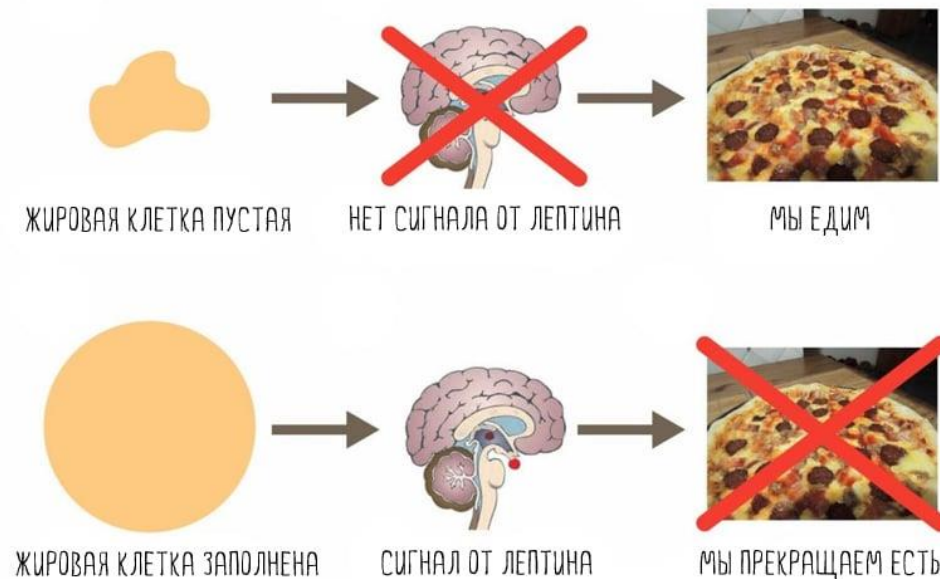 ЖИРОВАЯ КЛЕТКА ПУСТАЯ
НЕТ СИГНАЛА ОТ ЛЕПТИНА
МЫ ЕДИМ
ЖИРОВАЯ КЛЕТКА ЗАПОЛНЕНА
СИГНАЛ ОТ ЛЕПТИНА
МЫ ПРЕКРАЩАЕМ ЕСТЬ